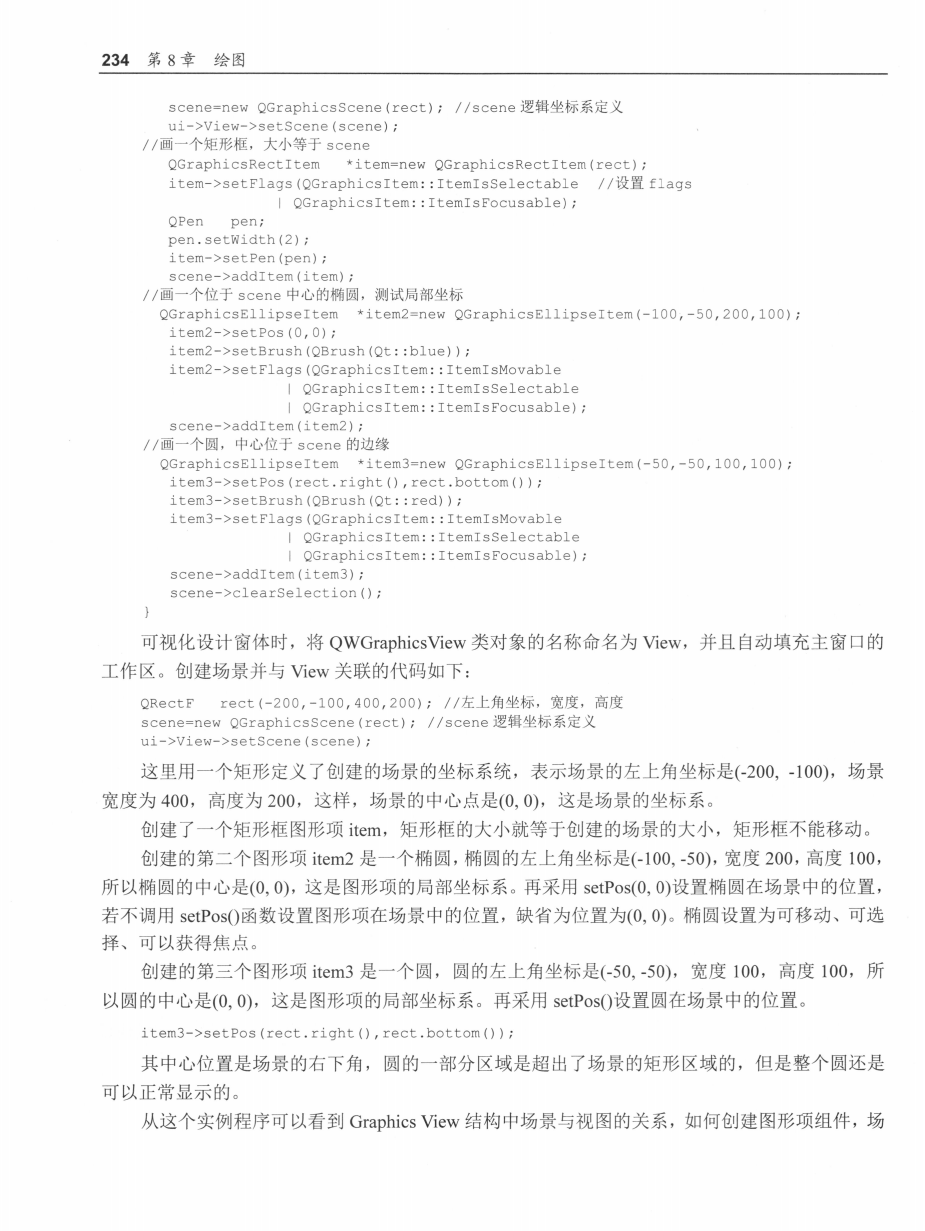 234 第 8 章 绘图
scene=new QGraphicsScene(rect); //scene 逻辑坐标系定义
ui->View->setScene(scene);
//画一个矩形框，大小等于 scene
QGraphicsRectItem *item=new QGraphicsRectItem(rect);
item->setFlags(QGraphicsItem::ItemIsSelectable //设置 flags
| QGraphicsItem::ItemIsFocusable);
QPen pen;
pen.setWidth(2);
item->setPen(pen);
scene->addItem(item);
//画一个位于 scene 中心的椭圆，测试局部坐标
QGraphicsEllipseItem *item2=new QGraphicsEllipseItem(-100,-50,200,100);
item2->setPos(0,0);
item2->setBrush(QBrush(Qt::blue));
item2->setFlags(QGraphicsItem::ItemIsMovable
| QGraphicsItem::ItemIsSelectable
| QGraphicsItem::ItemIsFocusable);
scene->addItem(item2);
//画一个圆，中心位于 scene 的边缘
QGraphicsEllipseItem *item3=new QGraphicsEllipseItem(-50,-50,100,100);
item3->setPos(rect.right(),rect.bottom());
item3->setBrush(QBrush(Qt::red));
item3->setFlags(QGraphicsItem::ItemIsMovable
| QGraphicsItem::ItemIsSelectable
| QGraphicsItem::ItemIsFocusable);
scene->addItem(item3);
scene->clearSelection();
}
可视化设计窗体时，将 QWGraphicsView 类对象的名称命名为 View，并且自动填充主窗口的
工作区。创建场景并与 View 关联的代码如下：
QRectF rect(-200,-100,400,200); //左上角坐标，宽度，高度
scene=new QGraphicsScene(rect); //scene 逻辑坐标系定义
ui->View->setScene(scene);
这里用一个矩形定义了创建的场景的坐标系统，表示场景的左上角坐标是(-200, -100)，场景
宽度为 400，高度为 200，这样，场景的中心点是(0, 0)，这是场景的坐标系。
创建了一个矩形框图形项 item，矩形框的大小就等于创建的场景的大小，矩形框不能移动。
创建的第二个图形项 item2 是一个椭圆，椭圆的左上角坐标是(-100, -50)，宽度 200，高度 100，
所以椭圆的中心是(0, 0)，这是图形项的局部坐标系。再采用 setPos(0, 0)设置椭圆在场景中的位置，
若不调用 setPos()函数设置图形项在场景中的位置，缺省为位置为(0, 0)。椭圆设置为可移动、可选
择、可以获得焦点。
创建的第三个图形项 item3 是一个圆，圆的左上角坐标是(-50, -50)，宽度 100，高度 100，所
以圆的中心是(0, 0)，这是图形项的局部坐标系。再采用 setPos()设置圆在场景中的位置。
item3->setPos(rect.right(),rect.bottom());
其中心位置是场景的右下角，圆的一部分区域是超出了场景的矩形区域的，但是整个圆还是
可以正常显示的。
从这个实例程序可以看到 Graphics View 结构中场景与视图的关系，如何创建图形项组件，场